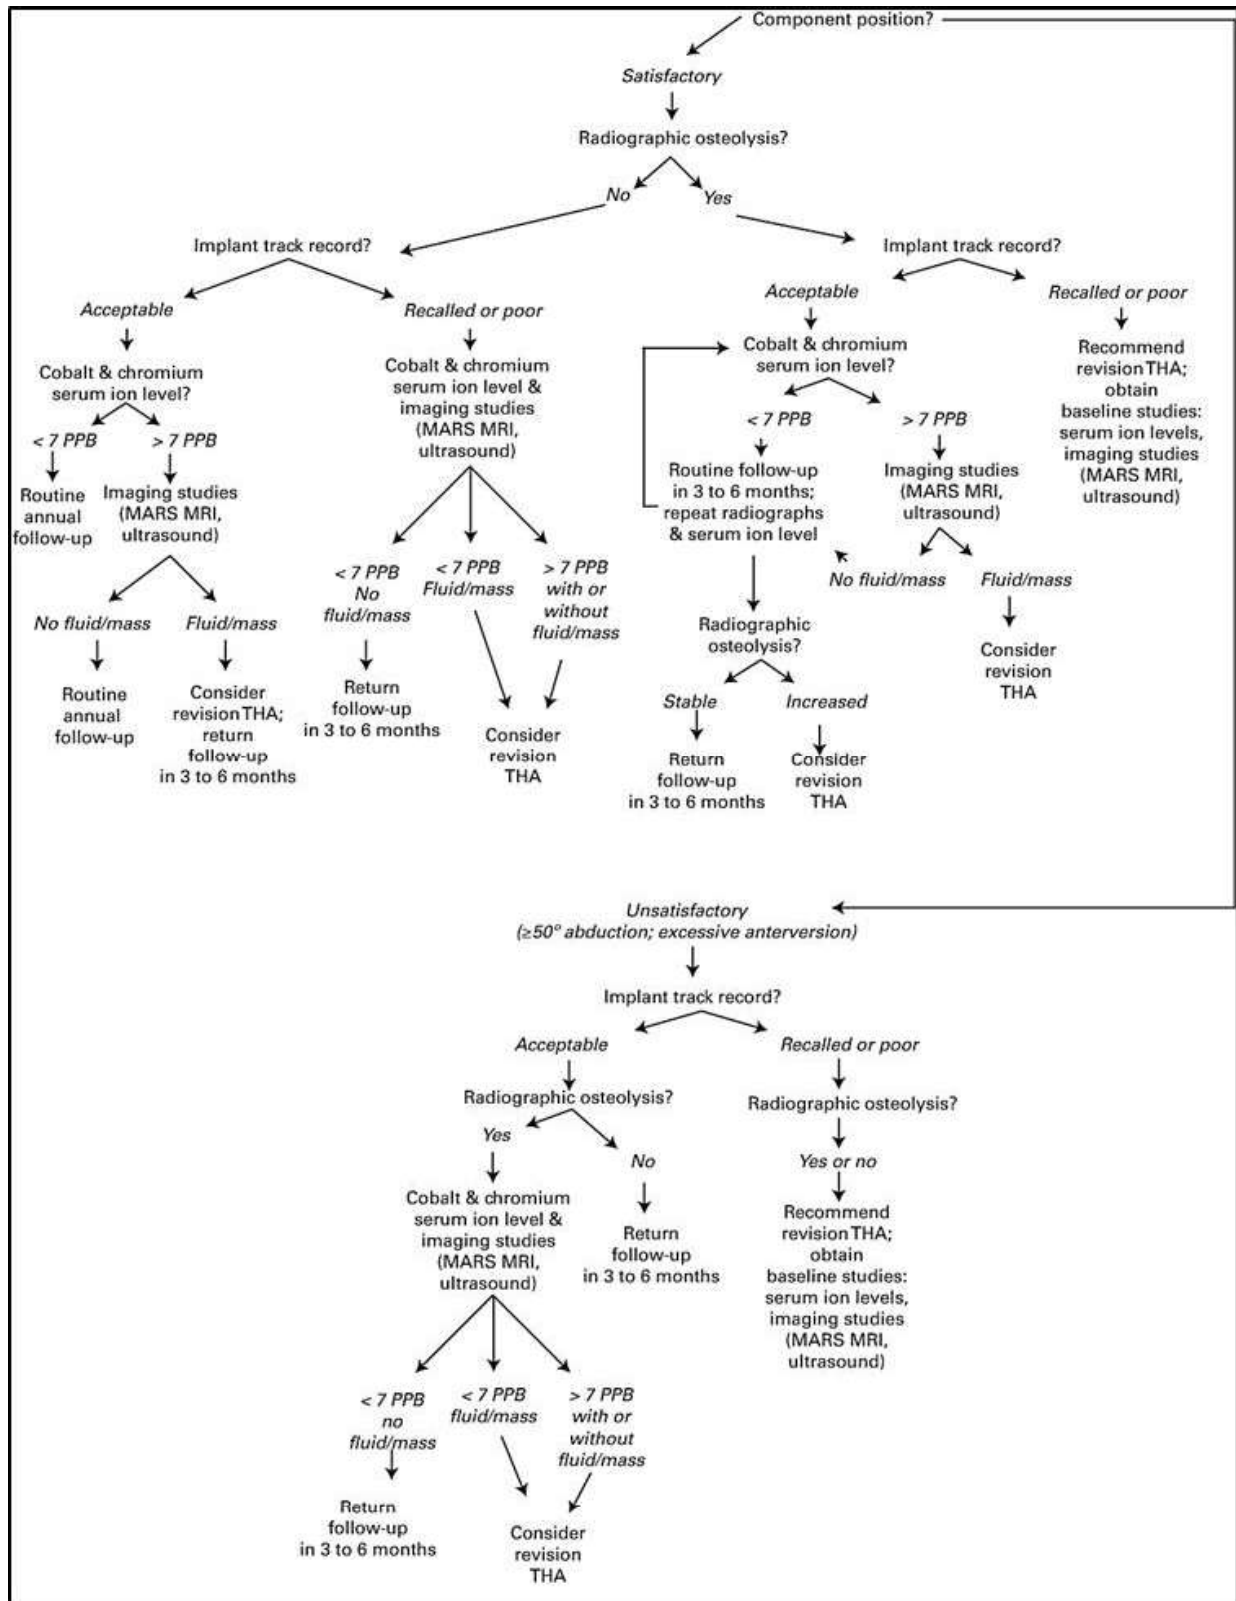 Component position?
Satisfactory
Radiographic osteolysis?
No
Yes
Implant track record?
Acceptable
Recalled or poor
Cobalt & chromium
serum ion level?
< 7 PPB
> 7 PPB
Routine
annual
follow-up
Imaging studies
(MARS MRI,
ultrasound)
No fluid/mass
Fluid/mass
Routine
annual
follow-up
Consider
revision THA;
return
follow-up
in 3 to 6 months
Cobalt & chromium
serum ion level &
imaging studies
(MARS MRI,
ultrasound)
< 7 PPB
No
fluid/mass
< 7 PPB
Fluid/mass
> 7 PPB
with or
without
fluid/mass
Return
follow-up
in 3 to 6 months
Consider
revision
THA
Implant track record?
Acceptable
Recalled or poor
Cobalt & chromium
serum ion level?
< 7 PPB
> 7 PPB
Routine follow-up
in 3 to 6 months;
repeat radiographs
& serum ion level
Imaging studies
(MARS MRI,
ultrasound)
No fluid/mass
Fluid/mass
Consider
revision
THA
Radiographic
osteolysis?
Stable
Increased
Return
follow-up
in 3 to 6 months
Consider
revision
THA
Recommend
revision THA;
obtain
baseline studies:
serum ion levels,
imaging studies
(MARS MRI,
ultrasound)
Unsatisfactory
(≥50° abduction; excessive anterversion)
Implant track record?
Acceptable
Recalled or poor
Radiographic osteolysis?
Yes
No
Cobalt & chromium
serum ion level &
imaging studies
(MARS MRI,
ultrasound)
Return
follow-up
in 3 to 6 months
< 7 PPB
no
fluid/mass
< 7 PPB
fluid/mass
> 7 PPB
with or
without
fluid/mass
Return
follow-up
in 3 to 6 months
Consider
revision
THA
Radiographic osteolysis?
Yes or no
Recommend
revision THA;
obtain
baseline studies:
serum ion levels,
imaging studies
(MARS MRI,
ultrasound)